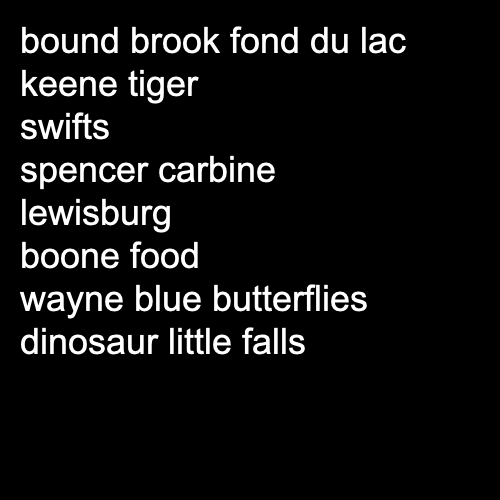 bound brook fond du lac
keene tiger
swifts
spencer carbine
lewisburg
boone food
wayne blue butterflies
dinosaur little falls